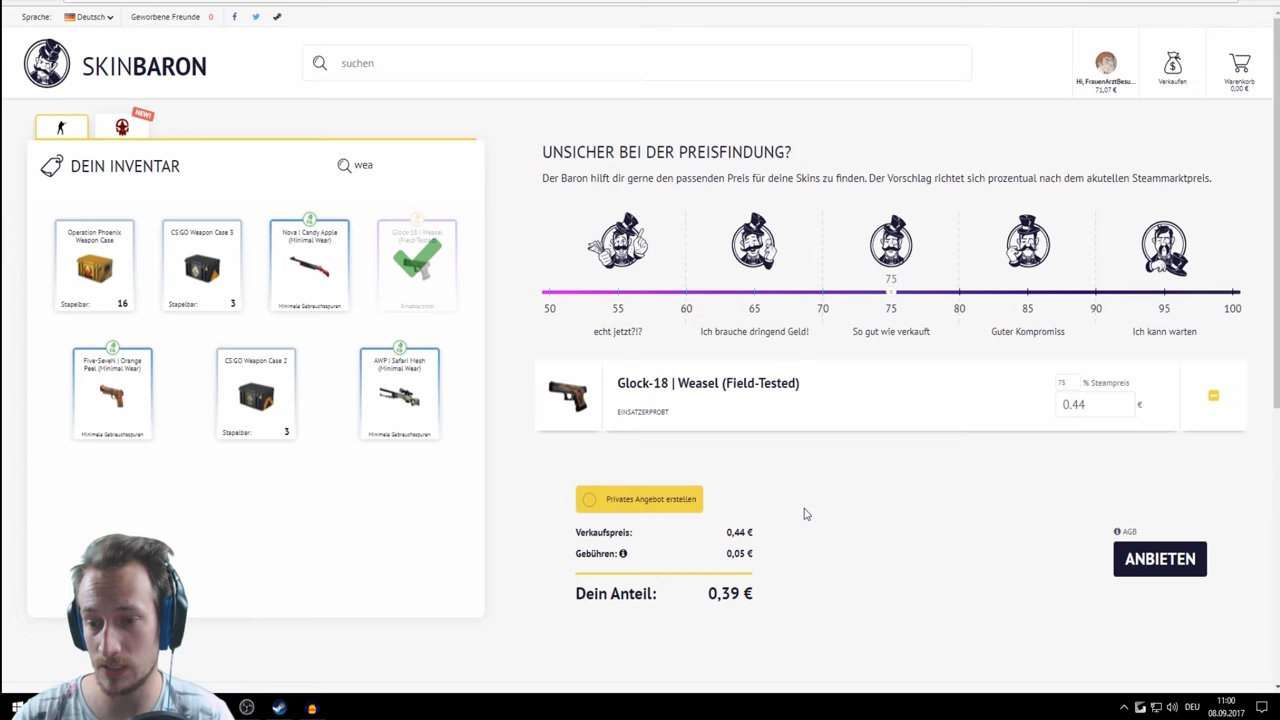 Sprache: Deutsch Geworbene Freunde 0
SKINBARON
suchen
Hi, FrauenArztBesu...
71,07 €
Verkaufen
Warenkorb
0,00 €
NEW!
DEIN INVENTAR
wea
Operation Phoenix
Weapon Case
Stapelbar: 16
CS:GO Weapon Case 3
Stapelbar: 3
Nova | Candy Apple
(Minimal Wear)
Minimale Gebrauchsspuren
Glock-18 | Weasel
(Field-Tested)
Einsatzerprobt
Five-SeveN | Orange
Peel (Minimal Wear)
Minimale Gebrauchsspuren
CS:GO Weapon Case 2
Stapelbar: 3
AWP | Safari Mesh
(Minimal Wear)
Minimale Gebrauchsspuren
UNSICHER BEI DER PREISFINDUNG?
Der Baron hilft dir gerne den passenden Preis für deine Skins zu finden. Der Vorschlag richtet sich prozentual nach dem akutellen Steammarktpreis.
75
50 55 60 65 70 75 80 85 90 95 100
echt jetzt?!? Ich brauche dringend Geld! So gut wie verkauft Guter Kompromiss Ich kann warten
Glock-18 | Weasel (Field-Tested)
EINSATZERPROBT
75 % Steampreis
0.44 €
Privates Angebot erstellen
Verkaufspreis: 0,44 €
Gebühren: 0,05 €
Dein Anteil: 0,39 €
AGB
ANBIETEN
DEU
11:00
08.09.2017